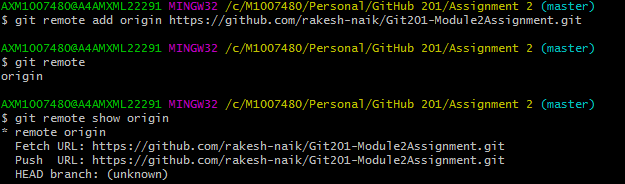 AXM1007480@A4AMXML22291 MINGW32 /c/M1007480/Personal/GitHub 201/Assignment 2 (master)
$ git remote add origin https://github.com/rakesh-naik/Git201-Module2Assignment.git
AXM1007480@A4AMXML22291 MINGW32 /c/M1007480/Personal/GitHub 201/Assignment 2 (master)
$ git remote
origin
AXM1007480@A4AMXML22291 MINGW32 /c/M1007480/Personal/GitHub 201/Assignment 2 (master)
$ git remote show origin
* remote origin
  Fetch URL: https://github.com/rakesh-naik/Git201-Module2Assignment.git
  Push  URL: https://github.com/rakesh-naik/Git201-Module2Assignment.git
  HEAD branch: (unknown)